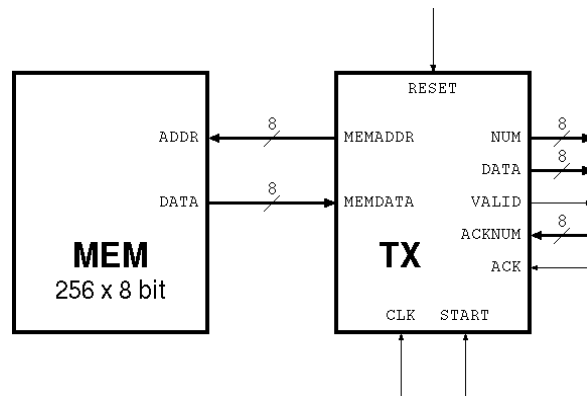 RESET
8
8
ADDR
MEMADDR
NUM
8
DATA
8
8
DATA
MEMDATA
VALID
ACKNUM
8
MEM
TX
ACK
256 x 8 bit
CLK
START